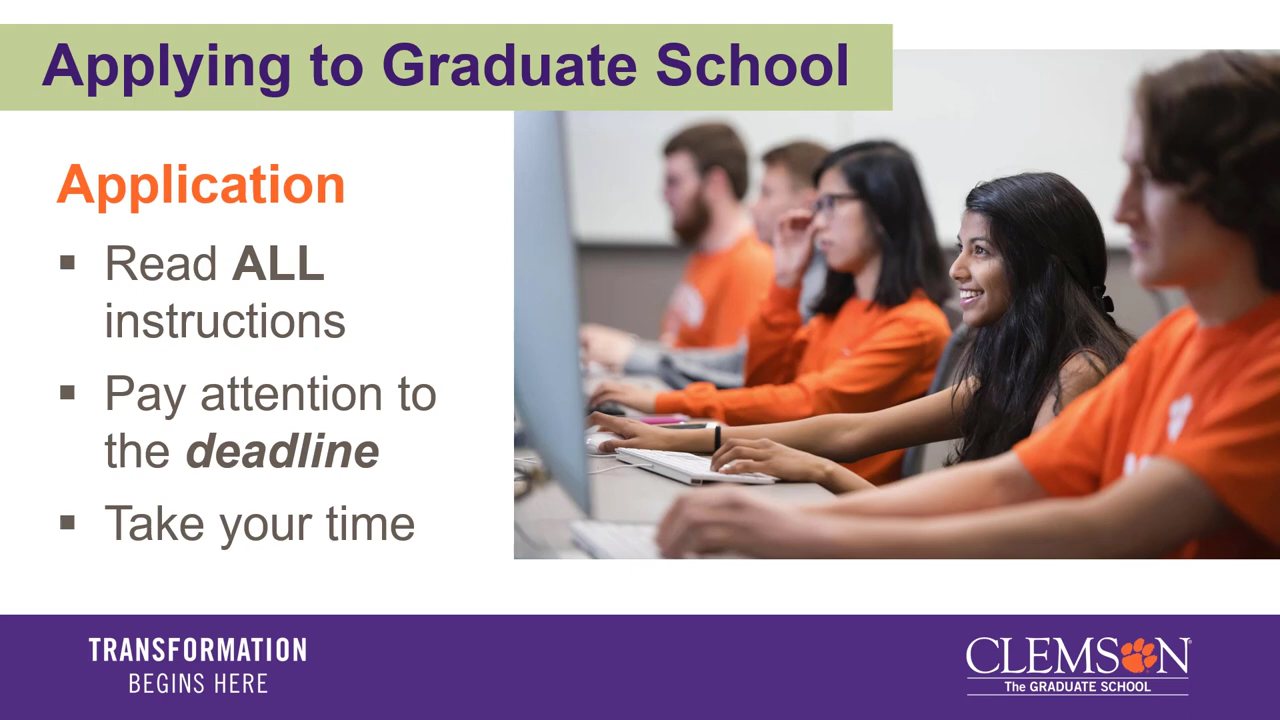 Applying to Graduate School
Application
▪ Read ALL
instructions
▪ Pay attention to
the deadline
▪ Take your time
TRANSFORMATION
BEGINS HERE
CLEMSON®
The GRADUATE SCHOOL